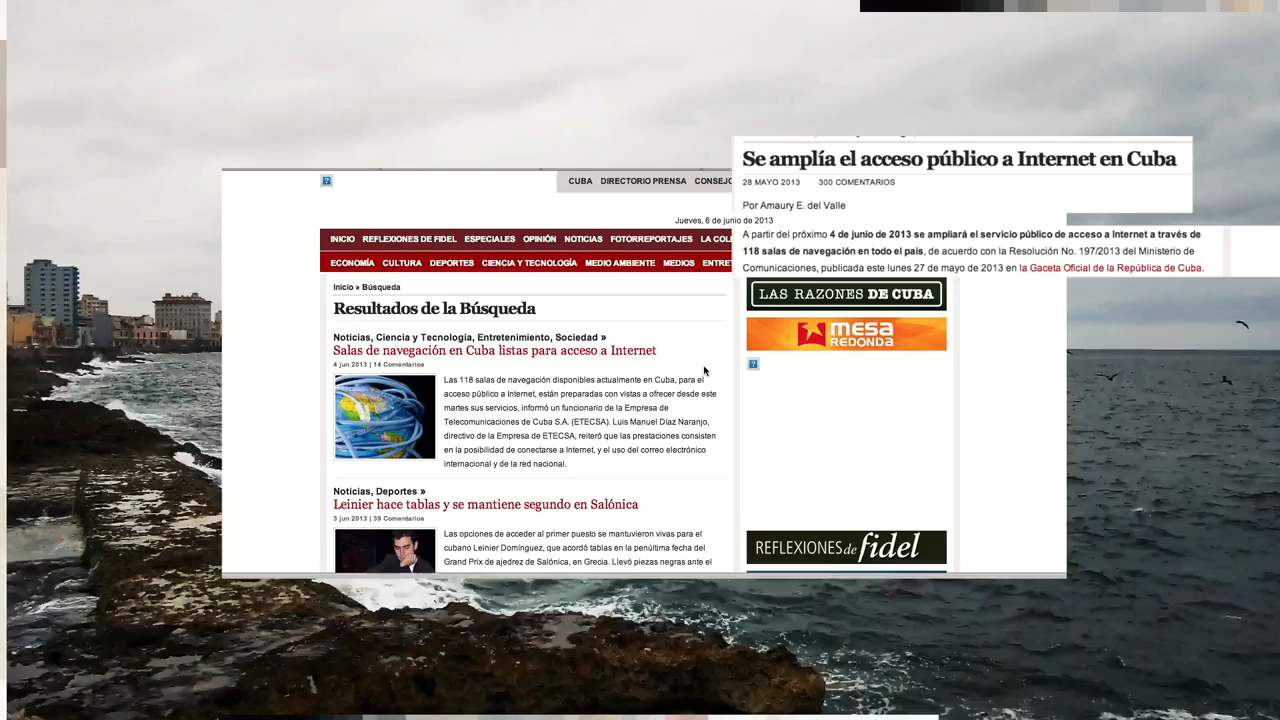 Se amplía el acceso público a Internet en Cuba
28 MAYO 2013 300 COMENTARIOS
Por Amaury E. del Valle
A partir del próximo 4 de junio de 2013 se ampliará el servicio público de acceso a Internet a través de
118 salas de navegación en todo el país, de acuerdo con la Resolución No. 197/2013 del Ministerio de
Comunicaciones, publicada este lunes 27 de mayo de 2013 en la Gaceta Oficial de la República de Cuba.
CUBA DIRECTORIO PRENSA
Jueves, 6 de junio de 2013
INICIO REFLEXIONES DE FIDEL ESPECIALES OPINIÓN NOTICIAS FOTORREPORTAJES
ECONOMÍA CULTURA DEPORTES CIENCIA Y TECNOLOGÍA MEDIO AMBIENTE MEDIOS
Inicio » Búsqueda
Resultados de la Búsqueda
Noticias, Ciencia y Tecnología, Entretenimiento, Sociedad »
Salas de navegación en Cuba listas para acceso a Internet
4 jun 2013 | 14 Comentarios
Las 118 salas de navegación disponibles actualmente en Cuba, para el
acceso público a Internet, están preparadas con vistas a ofrecer desde este
martes sus servicios, informó un funcionario de la Empresa de
Telecomunicaciones de Cuba S.A. (ETECSA). Luis Manuel Díaz Naranjo,
directivo de la Empresa de ETECSA, reiteró que las prestaciones consisten
en la posibilidad de conectarse a Internet, y el uso del correo electrónico
internacional y de la red nacional.
Noticias, Deportes »
Leinier hace tablas y se mantiene segundo en Salónica
3 jun 2013 | 39 Comentarios
Las opciones de acceder al primer puesto se mantuvieron vivas para el
cubano Leinier Domínguez, que acordó tablas en la penúltima fecha del
Grand Prix de ajedrez de Salónica, en Grecia. Llevó piezas negras ante el
LAS RAZONES DE CUBA
MESA
REDONDA
REFLEXIONES de fidel